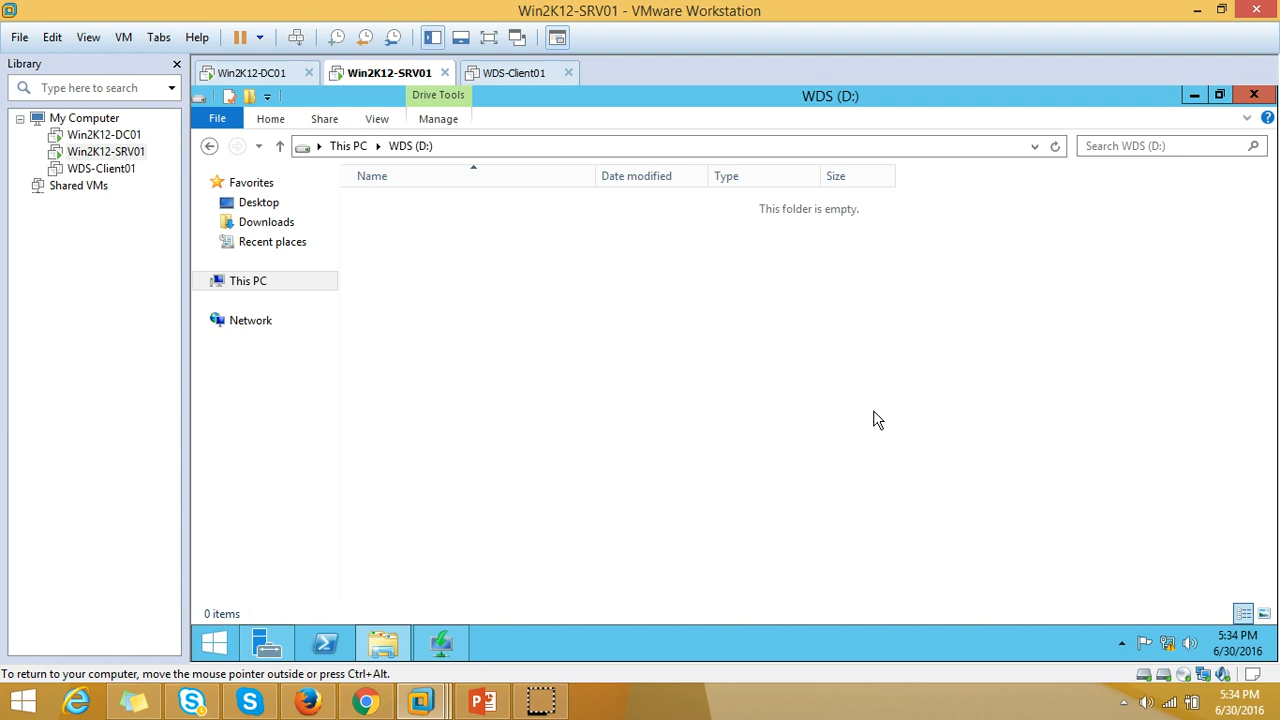 Win2K12-SRV01 - VMware Workstation
File Edit View VM Tabs Help
Library
Type here to search
My Computer
Win2K12-DC01
Win2K12-SRV01
WDS-Client01
Shared VMs
Win2K12-DC01 Win2K12-SRV01 WDS-Client01
Drive Tools
WDS (D:)
File Home Share View Manage
This PC WDS (D:)
Search WDS (D:)
Favorites
Desktop
Downloads
Recent places
This PC
Network
Name Date modified Type Size
This folder is empty.
0 items
5:34 PM
6/30/2016
To return to your computer, move the mouse pointer outside or press Ctrl+Alt.
5:34 PM
6/30/2016